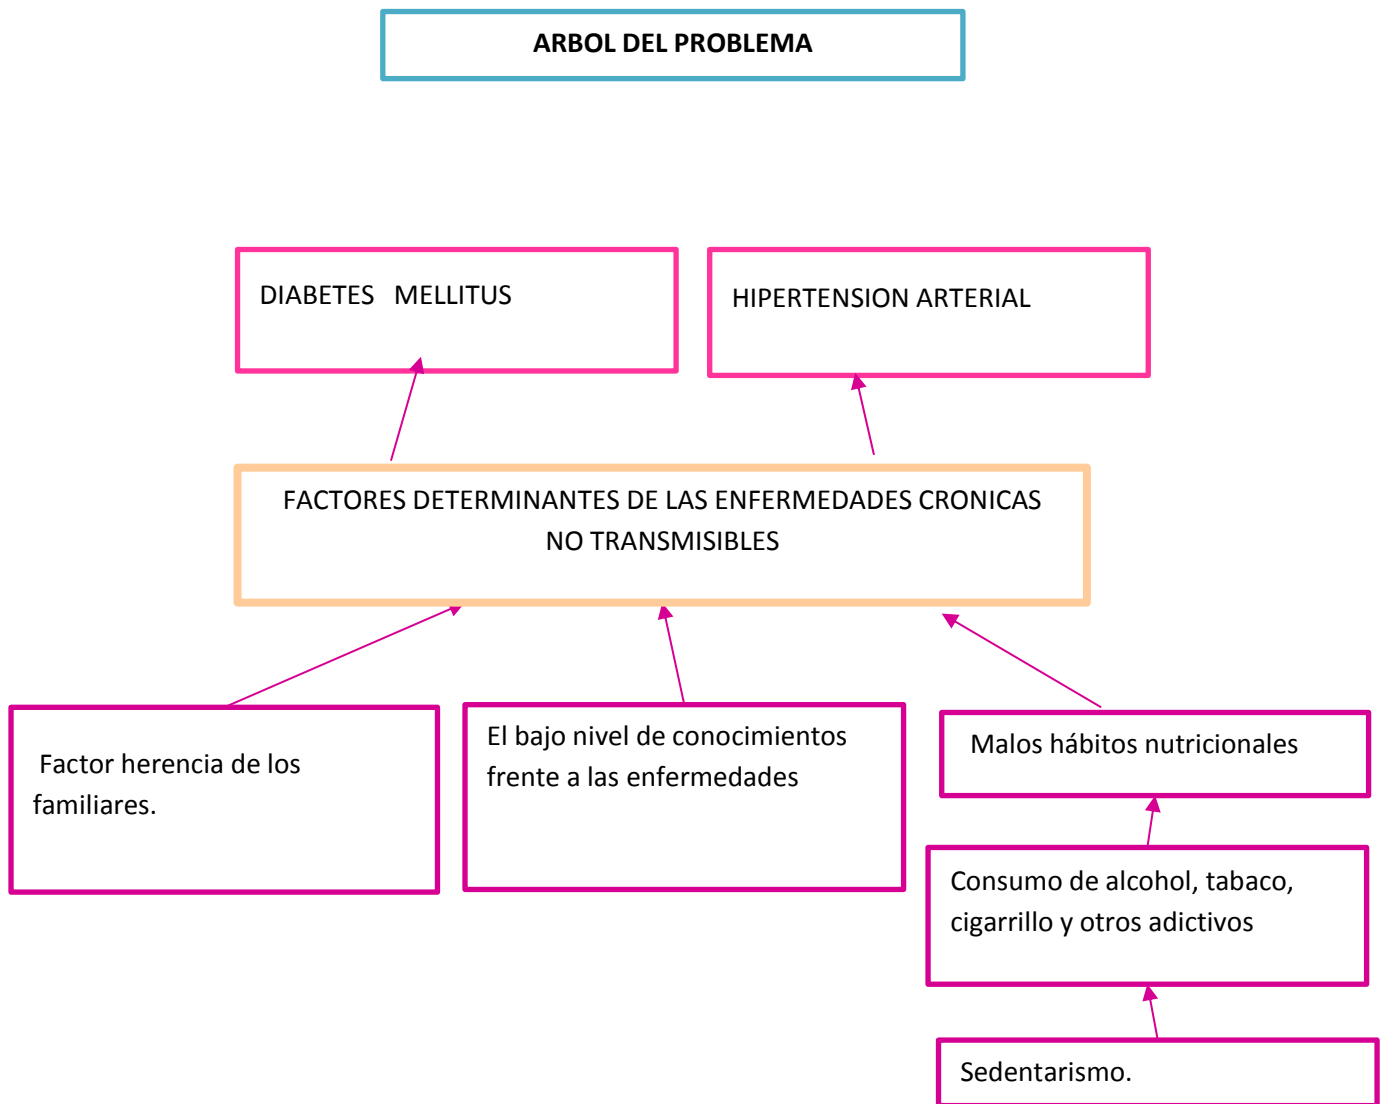 ARBOL DEL PROBLEMA
DIABETES   MELLITUS
HIPERTENSION ARTERIAL
FACTORES DETERMINANTES DE LAS ENFERMEDADES CRONICAS
NO TRANSMISIBLES
Factor herencia de los
familiares.
El bajo nivel de conocimientos
frente a las enfermedades
Malos hábitos nutricionales
Consumo de alcohol, tabaco,
cigarrillo y otros adictivos
Sedentarismo.